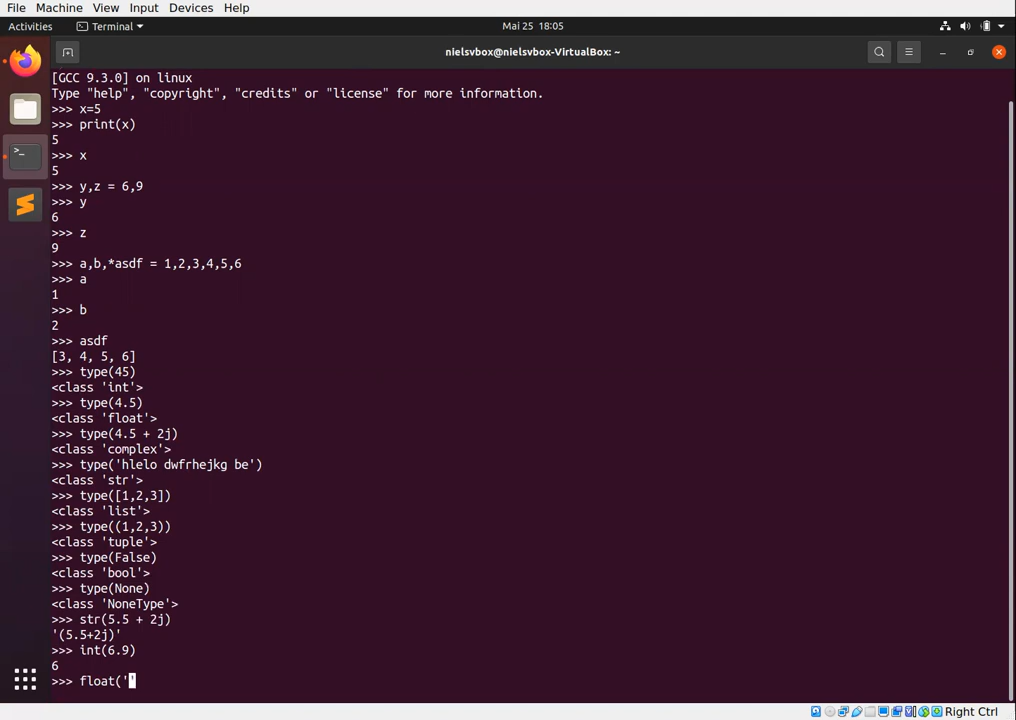 File Machine View Input Devices Help
Activities Terminal Mai 25 18:05
nielsvbox@nielsvbox-VirtualBox: ~
[GCC 9.3.0] on linux
Type "help", "copyright", "credits" or "license" for more information.
>>> x=5
>>> print(x)
5
>>> x
5
>>> y,z = 6,9
>>> y
6
>>> z
9
>>> a,b,*asdf = 1,2,3,4,5,6
>>> a
1
>>> b
2
>>> asdf
[3, 4, 5, 6]
>>> type(45)
<class 'int'>
>>> type(4.5)
<class 'float'>
>>> type(4.5 + 2j)
<class 'complex'>
>>> type('hlelo dwfrhejkg be')
<class 'str'>
>>> type([1,2,3])
<class 'list'>
>>> type((1,2,3))
<class 'tuple'>
>>> type(False)
<class 'bool'>
>>> type(None)
<class 'NoneType'>
>>> str(5.5 + 2j)
'(5.5+2j)'
>>> int(6.9)
6
>>> float(''
Right Ctrl